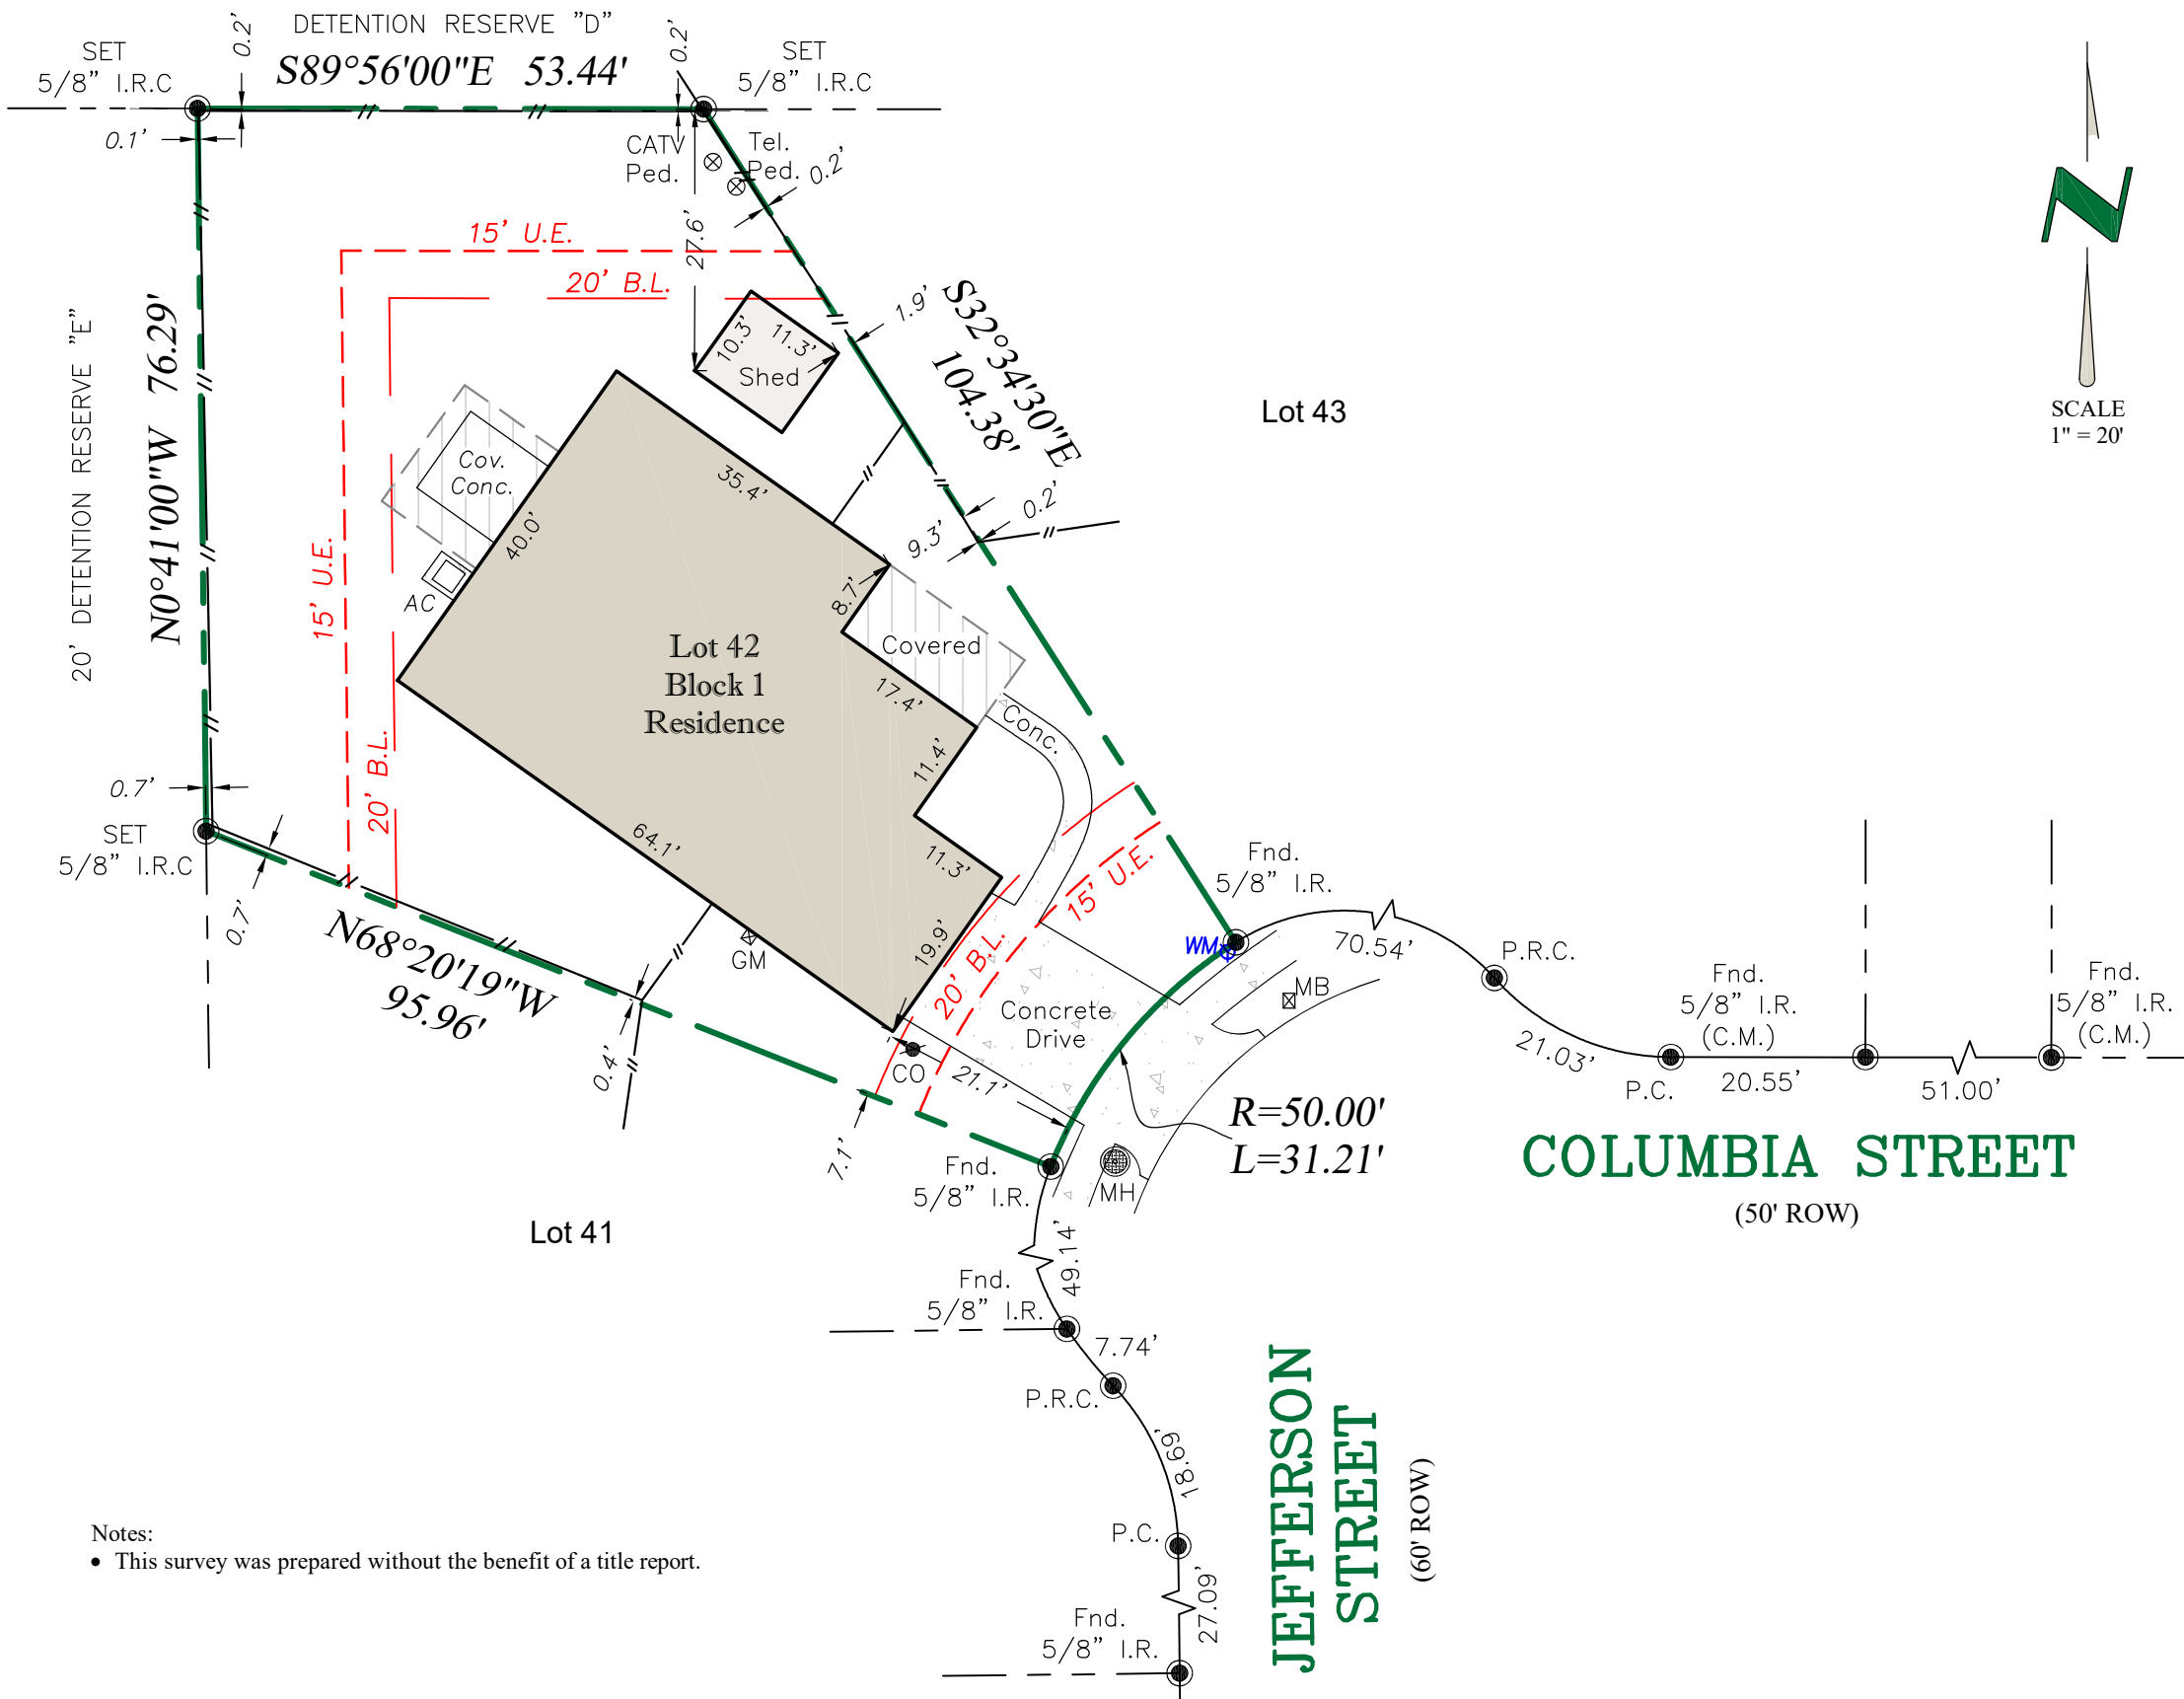 DETENTION RESERVE "D"
S89°56'00"E 53.44'
SET
5/8" I.R.C
0.2'
0.2'
SET
5/8" I.R.C
0.1'
CATV
Ped.
Tel.
Ped.
0.2'
27.6'
15' U.E.
20' B.L.
1.9'
S32°34'30"E
104.38'
Lot 43
SCALE
1" = 20'
20' DETENTION RESERVE "E"
N0°41'00"W 76.29'
10.3'
11.3'
Shed
Cov.
Conc.
35.4'
40.0'
9.3'
0.2'
15' U.E.
AC
8.7'
Covered
Lot 42
Block 1
Residence
17.4'
Conc.
11.4'
20' B.L.
0.7'
SET
5/8" I.R.C
0.7'
64.1'
11.3'
15' U.E.
Fnd.
5/8" I.R.
N68°20'19"W
95.96'
GM
19.9'
20' B.L.
WM
70.54'
P.R.C.
MB
Concrete
Drive
Fnd.
5/8" I.R.
(C.M.)
Fnd.
5/8" I.R.
(C.M.)
21.03'
P.C.
20.55'
51.00'
0.4'
CO
21.1'
7.1'
R=50.00'
L=31.21'
COLUMBIA STREET
(50' ROW)
Fnd.
5/8" I.R.
MH
Lot 41
49.14'
Fnd.
5/8" I.R.
7.74'
P.R.C.
18.69'
JEFFERSON
STREET
(60' ROW)
P.C.
27.09'
Fnd.
5/8" I.R.
Notes:
• This survey was prepared without the benefit of a title report.